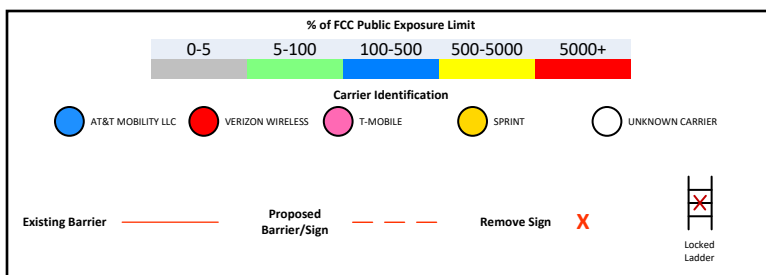 % of FCC Public Exposure Limit
0-5 5-100 100-500 500-5000 5000+
Carrier Identification
AT&T MOBILITY LLC VERIZON WIRELESS T-MOBILE SPRINT UNKNOWN CARRIER
Existing Barrier Proposed Barrier/Sign Remove Sign X
Locked
Ladder